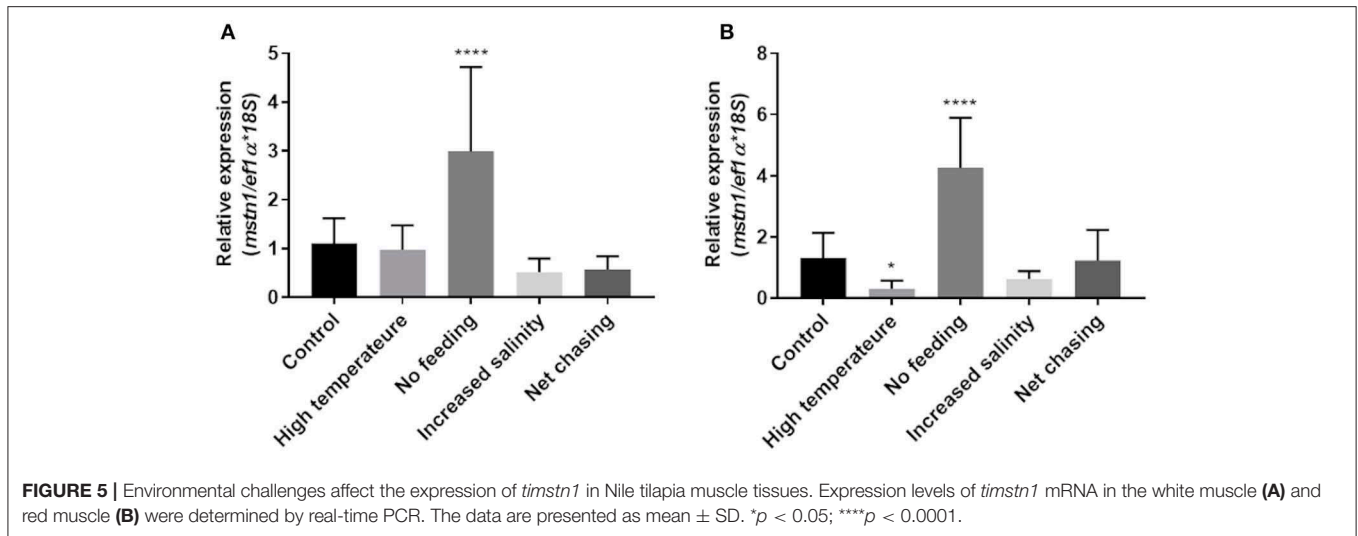 A
Relative expression
(mstn1/ef1α*18S)
5
4
3
2
1
0
****
Control
High temperateure
No feeding
Increased salinity
Net chasing
B
Relative expression
(mstn1/ef1α*18S)
8
6
4
2
0
*
****
Control
High temperateure
No feeding
Increased salinity
Net chasing
FIGURE 5 | Environmental challenges affect the expression of timstn1 in Nile tilapia muscle tissues. Expression levels of timstn1 mRNA in the white muscle (A) and
red muscle (B) were determined by real-time PCR. The data are presented as mean ± SD. *p < 0.05; ****p < 0.0001.